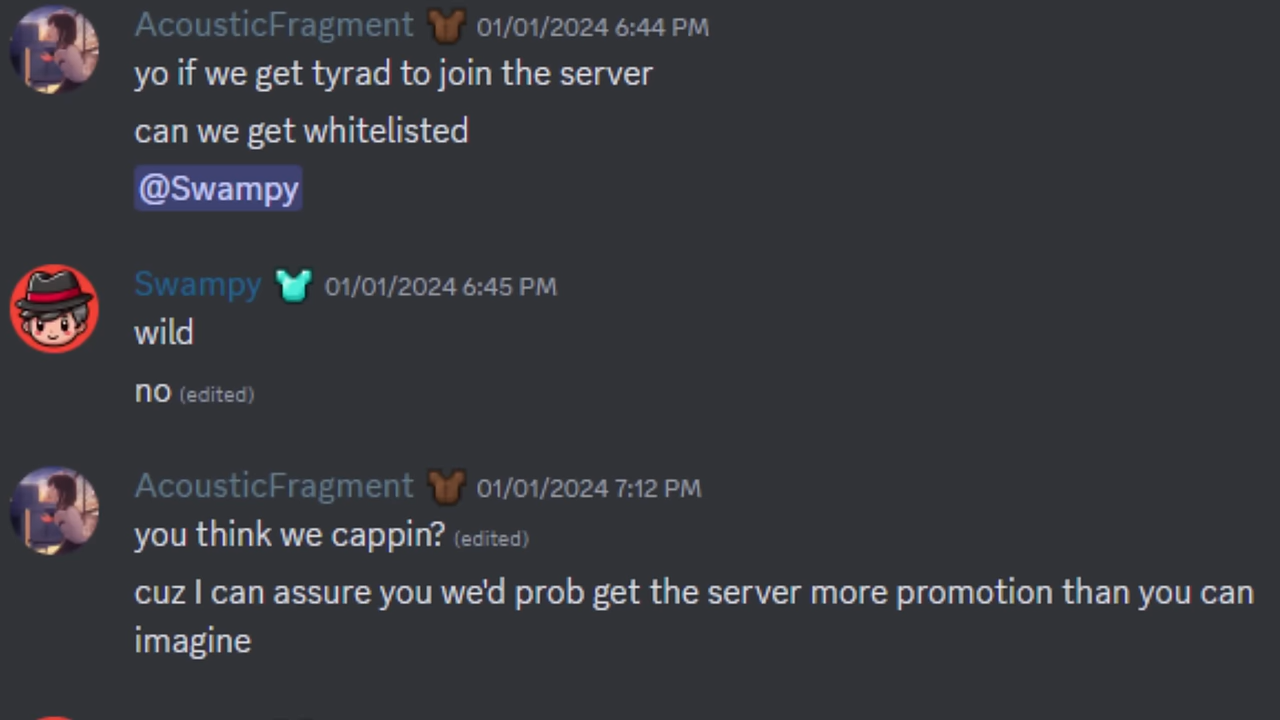 AcousticFragment 01/01/2024 6:44 PM
yo if we get tyrad to join the server
can we get whitelisted
@Swampy
Swampy 01/01/2024 6:45 PM
wild
no (edited)
AcousticFragment 01/01/2024 7:12 PM
you think we cappin? (edited)
cuz I can assure you we'd prob get the server more promotion than you can
imagine